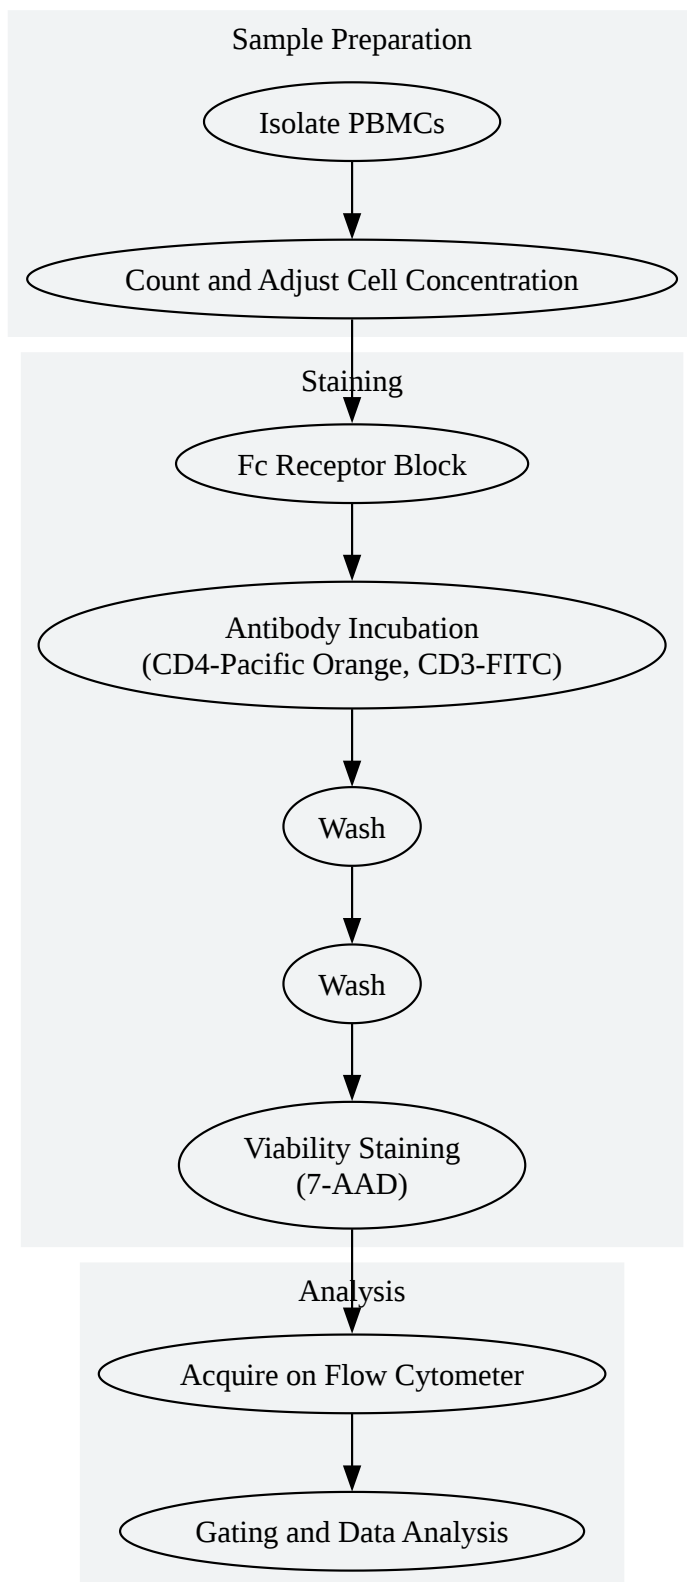 Sample Preparation
Isolate PBMCs
Count and Adjust Cell Concentration
Staining
Fc Receptor Block
Antibody Incubation
(CD4-Pacific Orange, CD3-FITC)
Wash
Wash
Viability Staining
(7-AAD)
Analysis
Acquire on Flow Cytometer
Gating and Data Analysis